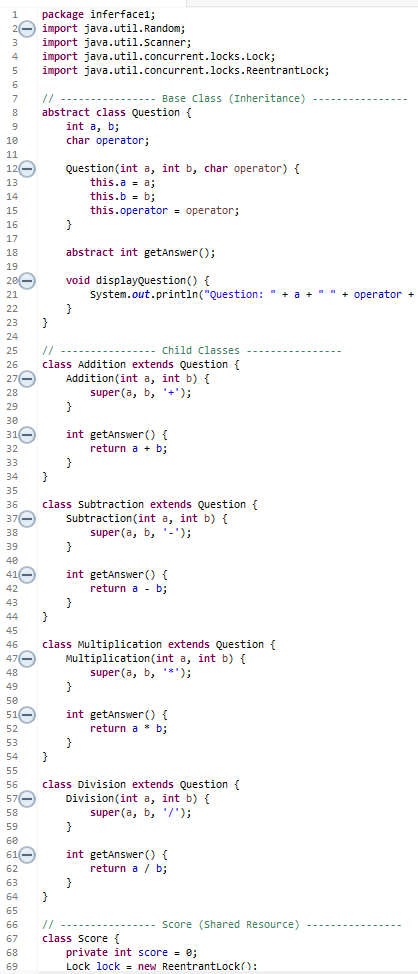 1 package inferface1;
2 import java.util.Random;
3 import java.util.Scanner;
4 import java.util.concurrent.locks.Lock;
5 import java.util.concurrent.locks.ReentrantLock;
6
7 // ---------------- Base Class (Inheritance) ----------------
8 abstract class Question {
9     int a, b;
10     char operator;
11
12     Question(int a, int b, char operator) {
13         this.a = a;
14         this.b = b;
15         this.operator = operator;
16     }
17
18     abstract int getAnswer();
19
20     void displayQuestion() {
21         System.out.println("Question: " + a + " " + operator +
22     }
23 }
24
25 // ---------------- Child Classes ----------------
26 class Addition extends Question {
27     Addition(int a, int b) {
28         super(a, b, '+');
29     }
30
31     int getAnswer() {
32         return a + b;
33     }
34 }
35
36 class Subtraction extends Question {
37     Subtraction(int a, int b) {
38         super(a, b, '-');
39     }
40
41     int getAnswer() {
42         return a - b;
43     }
44 }
45
46 class Multiplication extends Question {
47     Multiplication(int a, int b) {
48         super(a, b, '*');
49     }
50
51     int getAnswer() {
52         return a * b;
53     }
54 }
55
56 class Division extends Question {
57     Division(int a, int b) {
58         super(a, b, '/');
59     }
60
61     int getAnswer() {
62         return a / b;
63     }
64 }
65
66 // ---------------- Score (Shared Resource) ----------------
67 class Score {
68     private int score = 0;
69     Lock lock = new ReentrantLock();